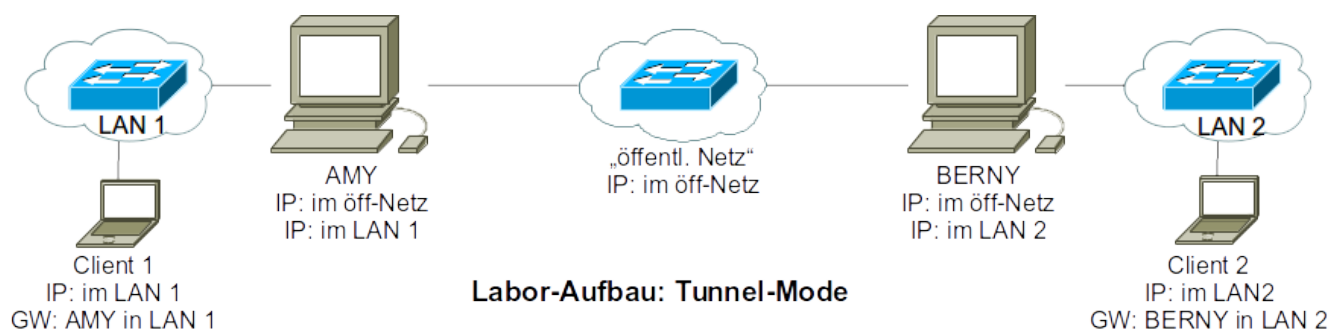 LAN 1
AMY
IP: im öff-Netz
IP: im LAN 1
„öffentl. Netz“
IP: im öff-Netz
BERNY
IP: im öff-Netz
IP: im LAN 2
LAN 2
Client 1
IP: im LAN 1
GW: AMY in LAN 1
Labor-Aufbau: Tunnel-Mode
Client 2
IP: im LAN2
GW: BERNY in LAN 2